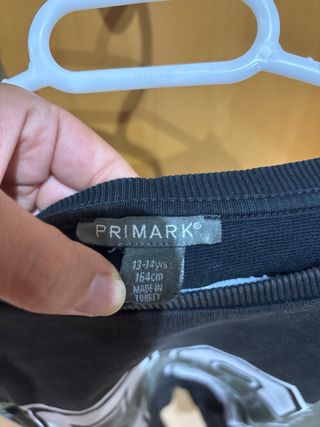 PRIMARK®
13-14yrs
164cm
MADE IN
TURKEY